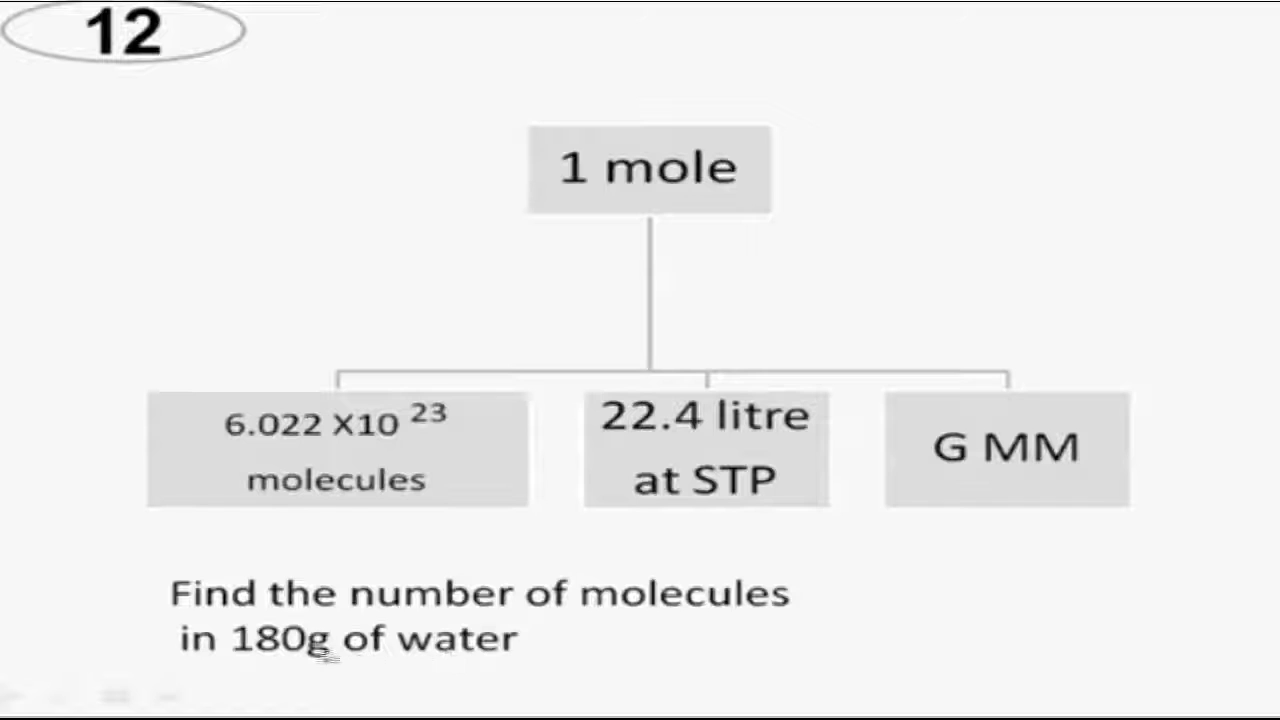 12
1 mole
6.022 X10 23
molecules
22.4 litre
at STP
G MM
Find the number of molecules
in 180g of water